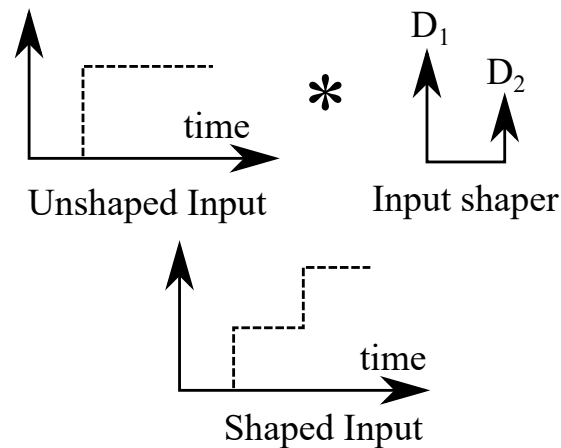 D₁
D₂
*
time
Unshaped Input
Input shaper
time
Shaped Input